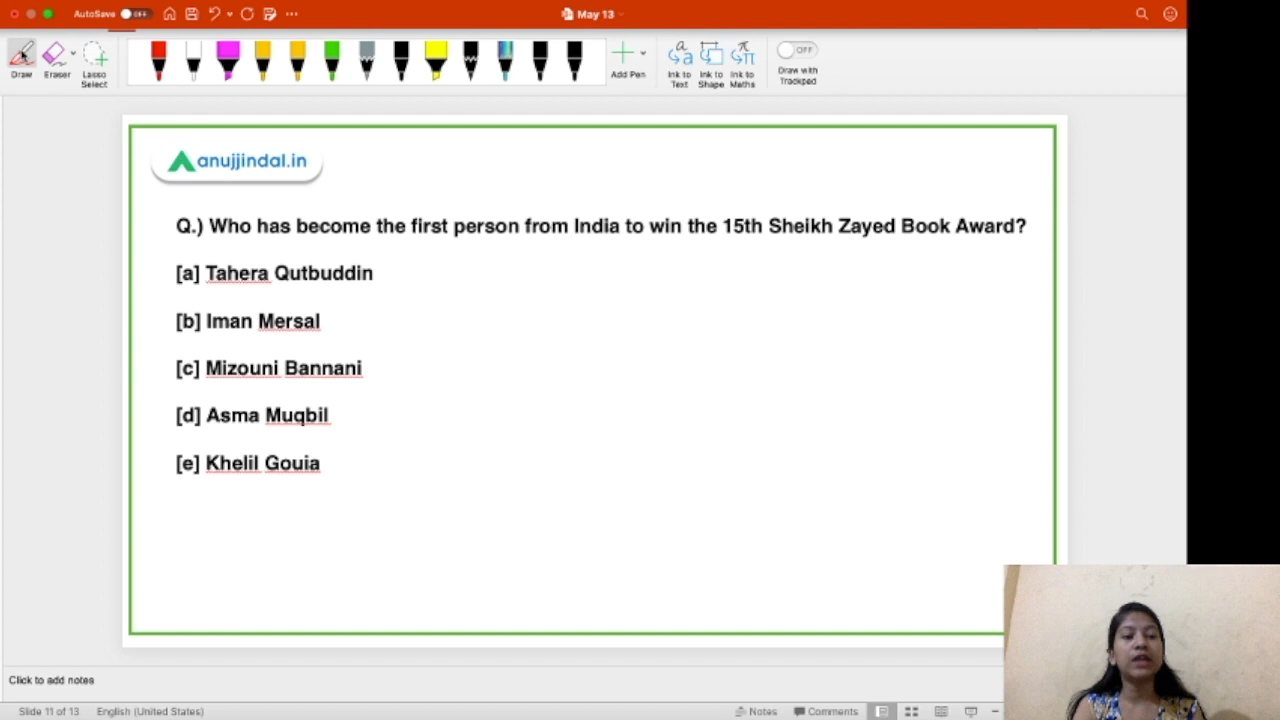 AutoSave OFF
May 13
Draw
Eraser
Lasso
Select
Add Pen
Ink to
Text
Ink to
Shape
Ink to
Maths
OFF
Draw with
Trackpad
anujjindal.in
Q.) Who has become the first person from India to win the 15th Sheikh Zayed Book Award?
[a] Tahera Qutbuddin
[b] Iman Mersal
[c] Mizouni Bannani
[d] Asma Muqbil
[e] Khelil Gouia
Click to add notes
Slide 11 of 13 English (United States) Notes Comments